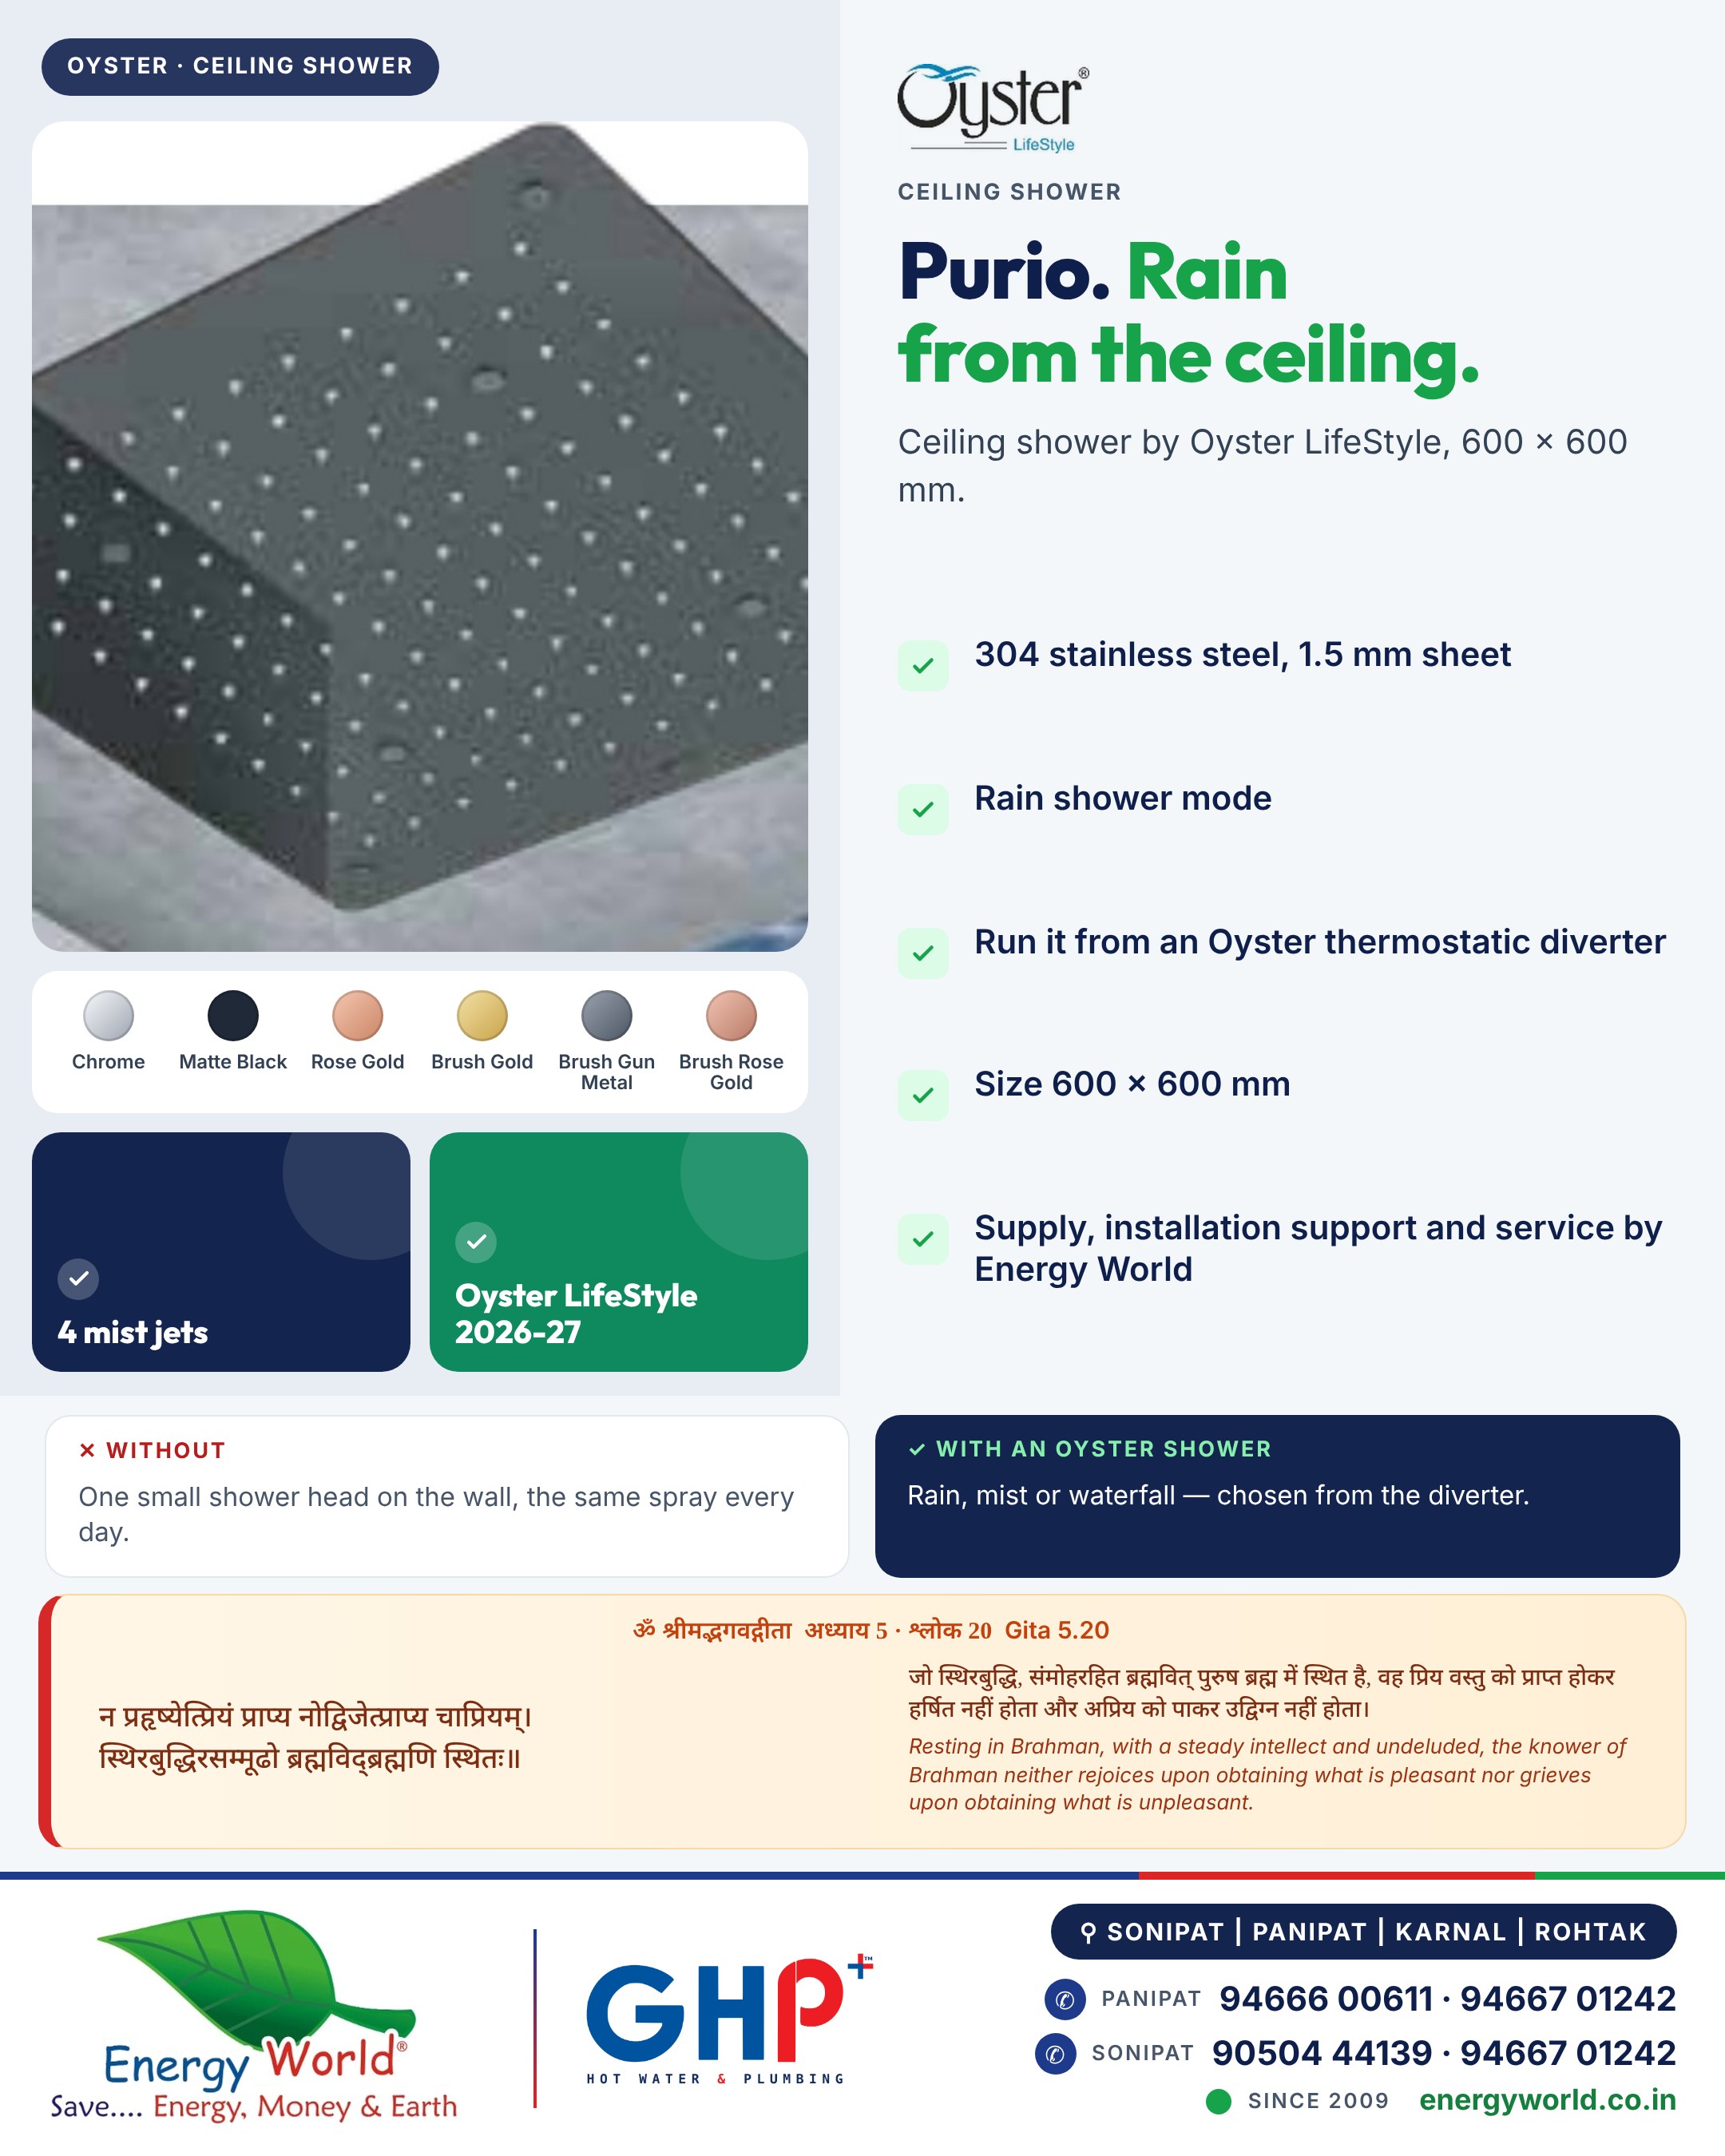 OYSTER · CEILING SHOWER
Oyster®
LifeStyle
CEILING SHOWER
Purio. Rain
from the ceiling.
Ceiling shower by Oyster LifeStyle, 600 × 600
mm.
304 stainless steel, 1.5 mm sheet
Rain shower mode
Run it from an Oyster thermostatic diverter
Size 600 × 600 mm
Supply, installation support and service by
Energy World
Chrome
Matte Black
Rose Gold
Brush Gold
Brush Gun
Metal
Brush Rose
Gold
4 mist jets
Oyster LifeStyle
2026-27
✕ WITHOUT
One small shower head on the wall, the same spray every
day.
✓ WITH AN OYSTER SHOWER
Rain, mist or waterfall — chosen from the diverter.
ॐ श्रीमद्भगवद्गीता अध्याय 5 · श्लोक 20 Gita 5.20
न प्रहृष्येत्प्रियं प्राप्य नोद्विजेत्प्राप्य चाप्रियम्।
स्थिरबुद्धिरसम्मूढो ब्रह्मविद्ब्रह्मणि स्थितः॥
जो स्थिरबुद्धि, संमोहरहित ब्रह्मवित् पुरुष ब्रह्म में स्थित है, वह प्रिय वस्तु को प्राप्त होकर
हर्षित नहीं होता और अप्रिय को पाकर उद्विग्न नहीं होता।
Resting in Brahman, with a steady intellect and undeluded, the knower of
Brahman neither rejoices upon obtaining what is pleasant nor grieves
upon obtaining what is unpleasant.
Energy World®
Save.... Energy, Money & Earth
GHP+™
HOT WATER & PLUMBING
SONIPAT | PANIPAT | KARNAL | ROHTAK
PANIPAT 94666 00611 · 94667 01242
SONIPAT 90504 44139 · 94667 01242
SINCE 2009 energyworld.co.in